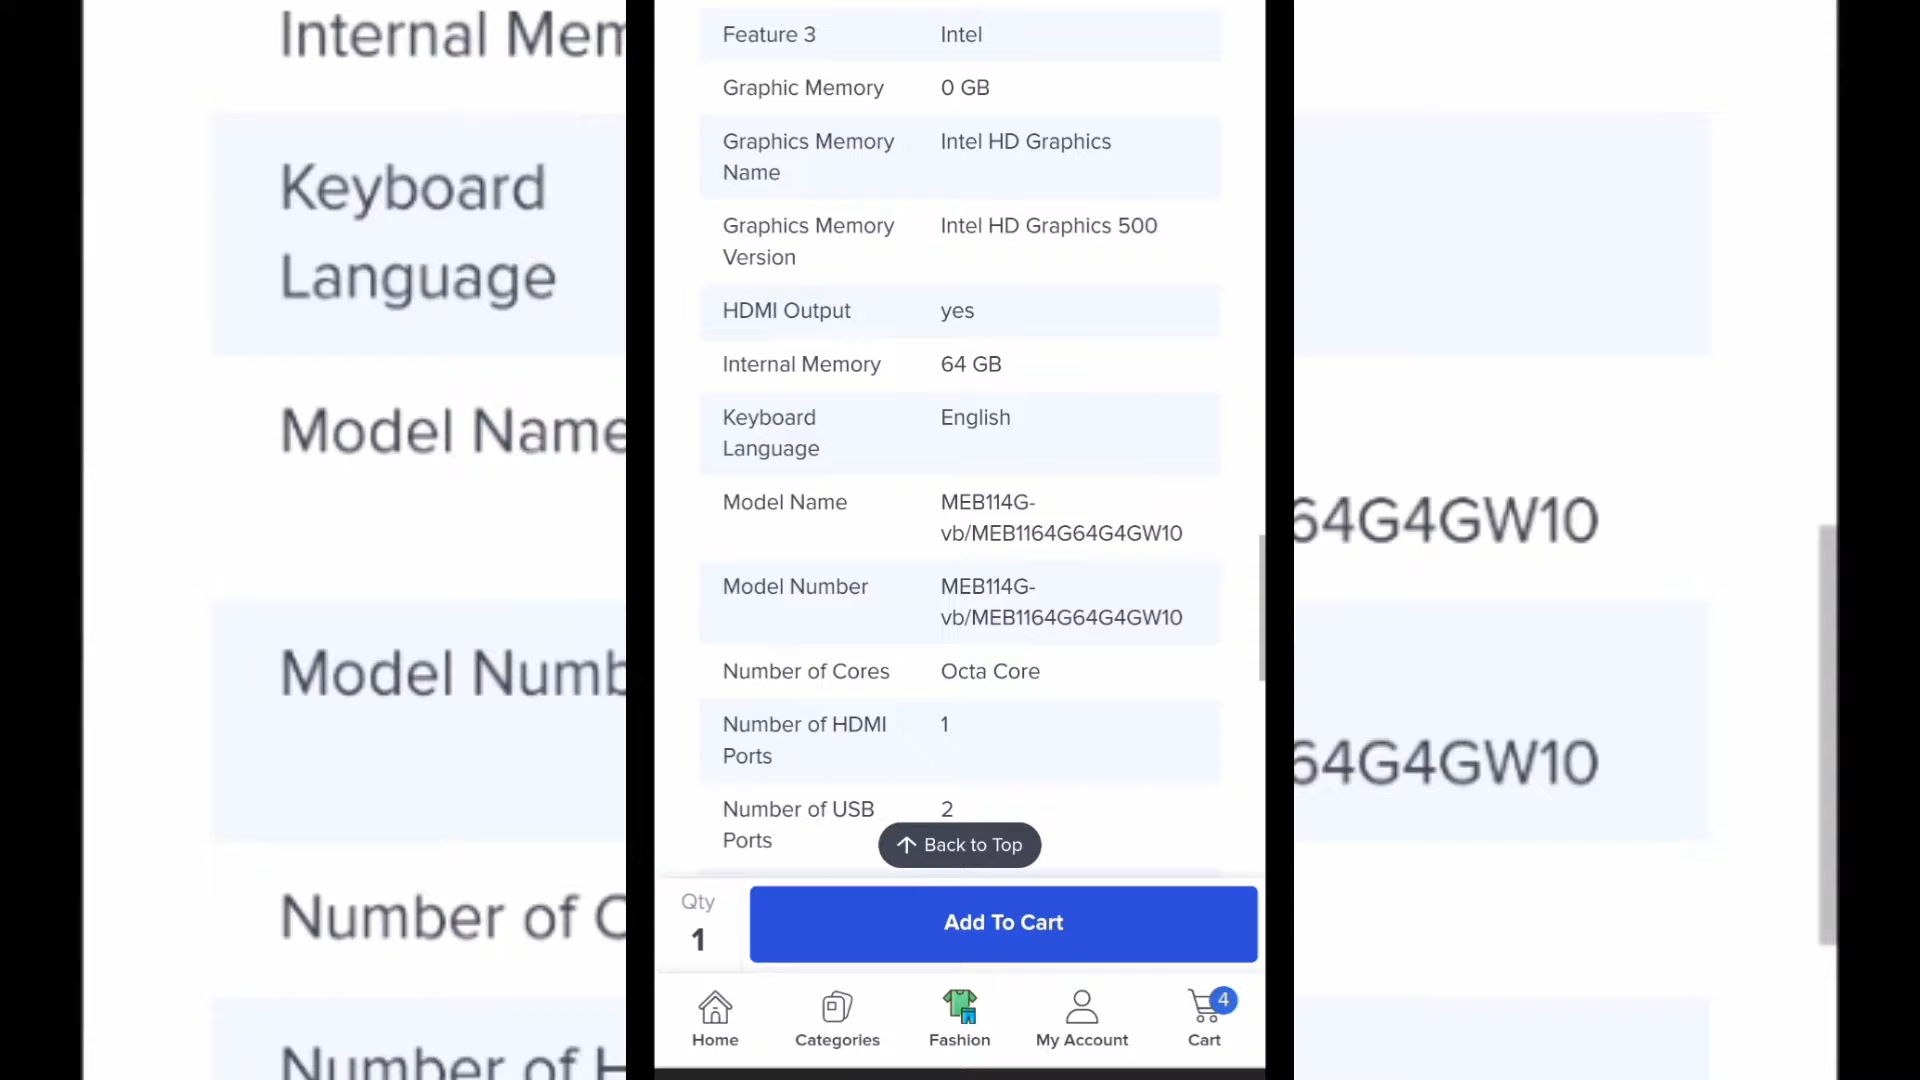 Internal Mem
Keyboard
Language
Model Name
Model Numb
Number of C
Number of H
Feature 3 Intel
Graphic Memory 0 GB
Graphics Memory Intel HD Graphics
Name
Graphics Memory Intel HD Graphics 500
Version
HDMI Output yes
Internal Memory 64 GB
Keyboard English
Language
Model Name MEB114G-
vb/MEB1164G64G4GW10
Model Number MEB114G-
vb/MEB1164G64G4GW10
Number of Cores Octa Core
Number of HDMI 1
Ports
Number of USB 2
Ports
Back to Top
Qty
1
Add To Cart
Home Categories Fashion My Account Cart
4
64G4GW10
64G4GW10